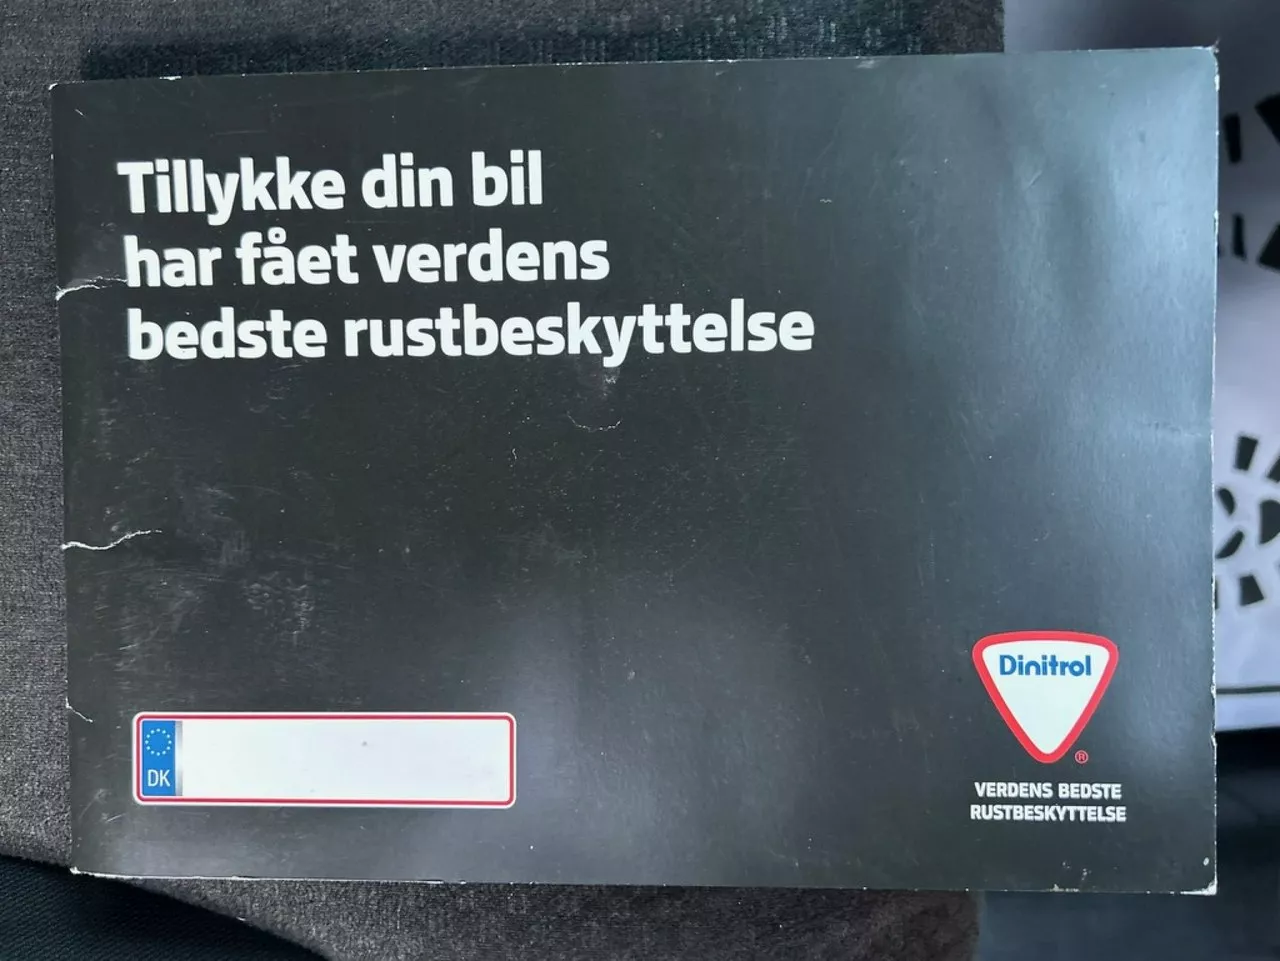 Tillykke din bil
har fået verdens
bedste rustbeskyttelse
DK
Dinitrol
®
VERDENS BEDSTE
RUSTBESKYTTELSE